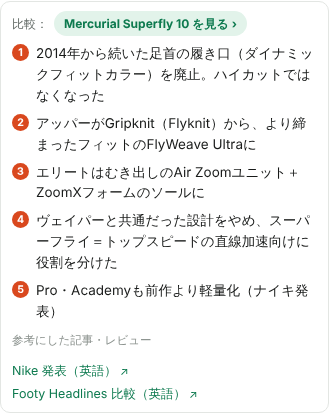 比較： Mercurial Superfly 10 を見る ›
1 2014年から続いた足首の履き口（ダイナミッ
クフィットカラー）を廃止。ハイカットでは
なくなった
2 アッパーがGripknit（Flyknit）から、より締
まったフィットのFlyWeave Ultraに
3 エリートはむき出しのAir Zoomユニット＋
ZoomXフォームのソールに
4 ヴェイパーと共通だった設計をやめ、スーパ
ーフライ＝トップスピードの直線加速向けに
役割を分けた
5 Pro・Academyも前作より軽量化（ナイキ発
表）
参考にした記事・レビュー
Nike 発表（英語） ↗
Footy Headlines 比較（英語） ↗